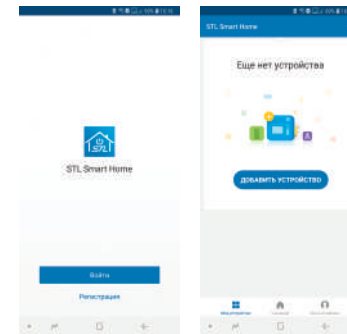 STL
STL Smart Home
Войти
Регистрация
STL Smart Home
Еще нет устройства
ДОБАВИТЬ УСТРОЙСТВО